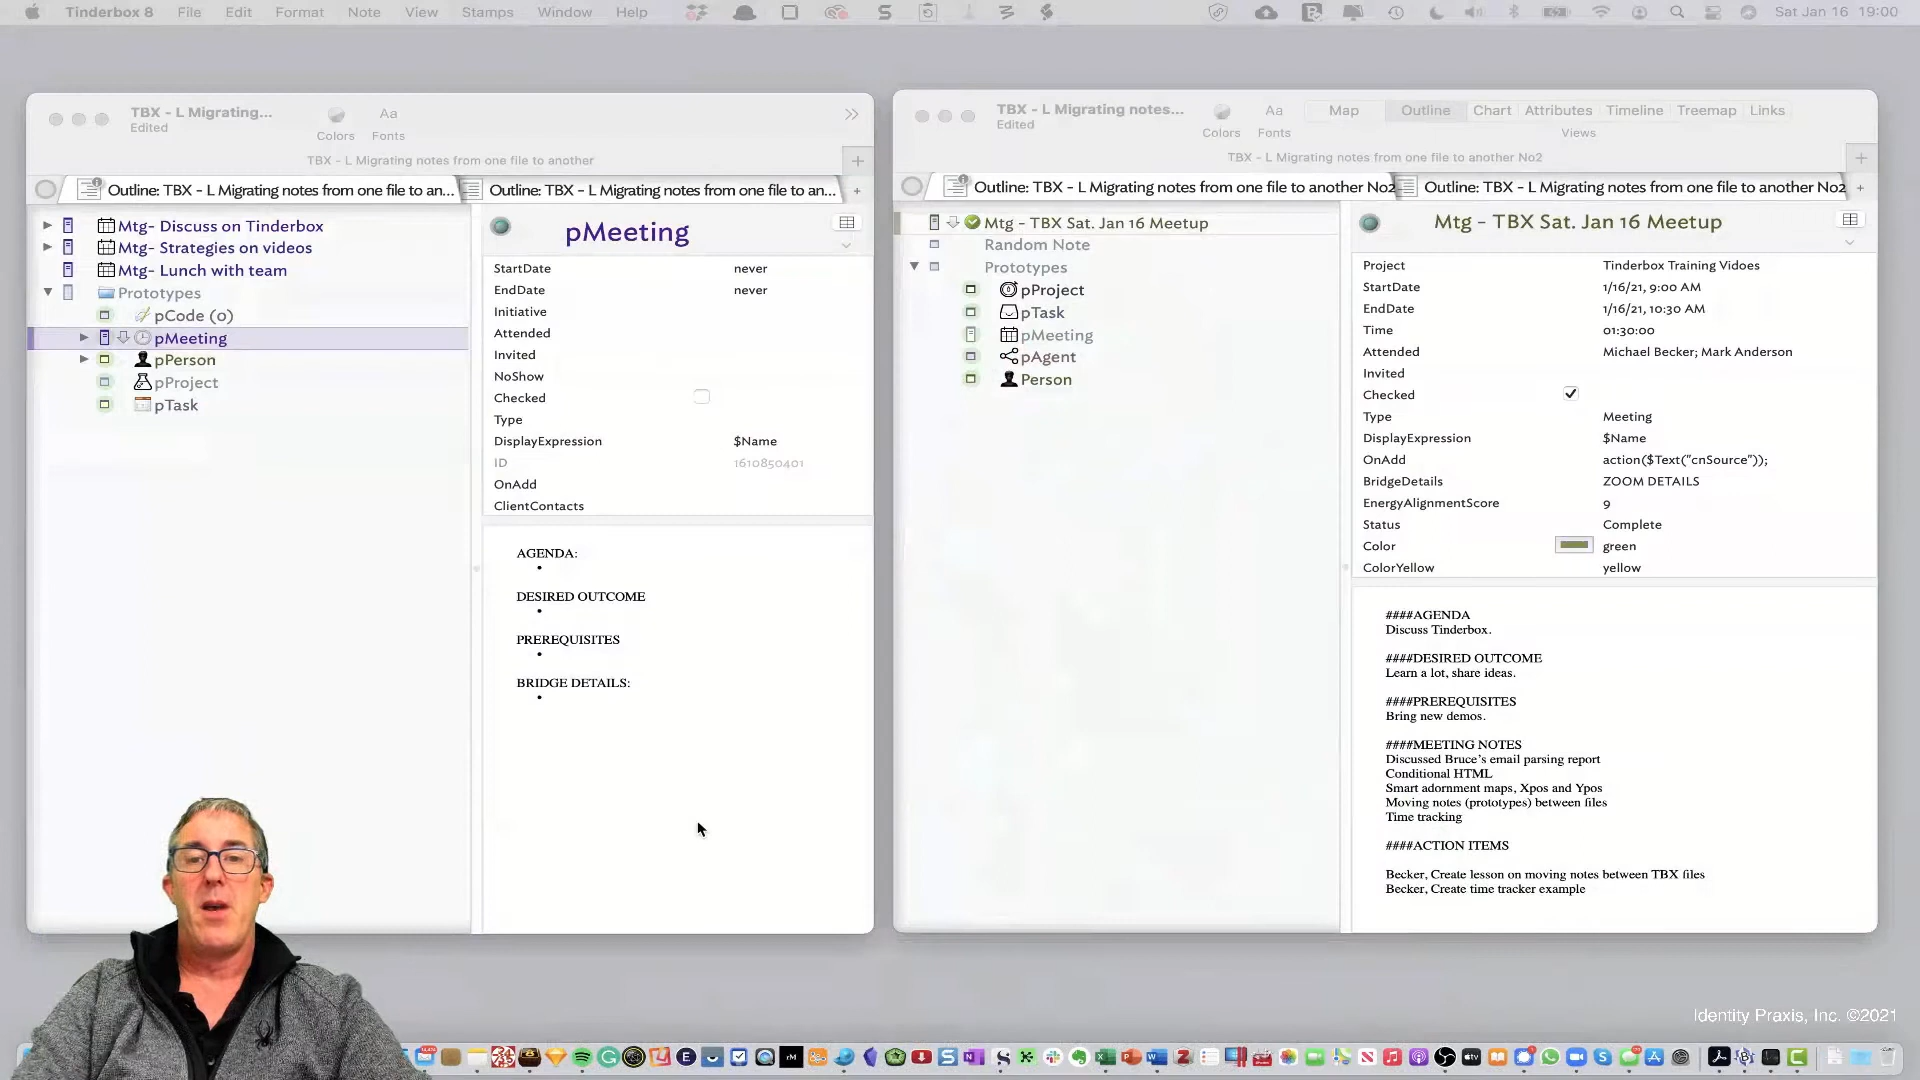 Tinderbox 8 File Edit Format Note View Stamps Window Help Sat Jan 16 19:00
TBX - L Migrating...
Edited
Colors
Aa
Fonts
TBX - L Migrating notes from one file to another
Outline: TBX - L Migrating notes from one file to an...
Outline: TBX - L Migrating notes from one file to an...
Mtg- Discuss on Tinderbox
Mtg- Strategies on videos
Mtg- Lunch with team
Prototypes
pCode (0)
pMeeting
pPerson
pProject
pTask
pMeeting
StartDate never
EndDate never
Initiative
Attended
Invited
NoShow
Checked
Type
DisplayExpression $Name
ID 1610850401
OnAdd
ClientContacts
AGENDA:
•
DESIRED OUTCOME
•
PREREQUISITES
•
BRIDGE DETAILS:
•
TBX - L Migrating notes...
Edited
Colors
Aa
Fonts
Map Outline Chart Attributes Timeline Treemap Links
Views
TBX - L Migrating notes from one file to another No2
Outline: TBX - L Migrating notes from one file to another No2
Outline: TBX - L Migrating notes from one file to another No2
Mtg - TBX Sat. Jan 16 Meetup
Random Note
Prototypes
pProject
pTask
pMeeting
pAgent
Person
Mtg - TBX Sat. Jan 16 Meetup
Project Tinderbox Training Vidoes
StartDate 1/16/21, 9:00 AM
EndDate 1/16/21, 10:30 AM
Time 01:30:00
Attended Michael Becker; Mark Anderson
Invited
Checked
Type Meeting
DisplayExpression $Name
OnAdd action($Text("cnSource"));
BridgeDetails ZOOM DETAILS
EnergyAlignmentScore 9
Status Complete
Color green
ColorYellow yellow
####AGENDA
Discuss Tinderbox.
####DESIRED OUTCOME
Learn a lot, share ideas.
####PREREQUISITES
Bring new demos.
####MEETING NOTES
Discussed Bruce's email parsing report
Conditional HTML
Smart adornment maps, Xpos and Ypos
Moving notes (prototypes) between files
Time tracking
####ACTION ITEMS
Becker, Create lesson on moving notes between TBX files
Becker, Create time tracker example
Identity Praxis, Inc. ©2021